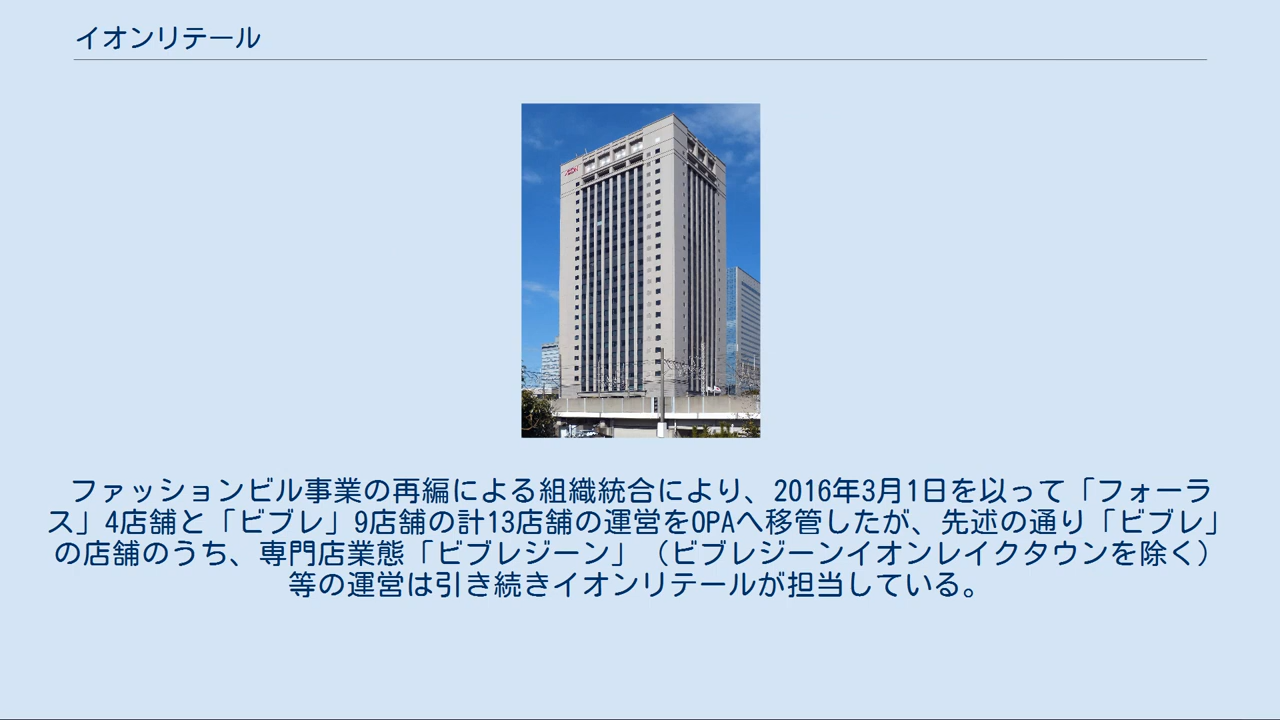 イオンリテール
AEON
ファッションビル事業の再編による組織統合により、2016年3月1日を以って「フォーラ
ス」4店舗と「ビブレ」9店舗の計13店舗の運営をOPAへ移管したが、先述の通り「ビブレ」
の店舗のうち、専門店業態「ビブレジーン」（ビブレジーンイオンレイクタウンを除く）
等の運営は引き続きイオンリテールが担当している。